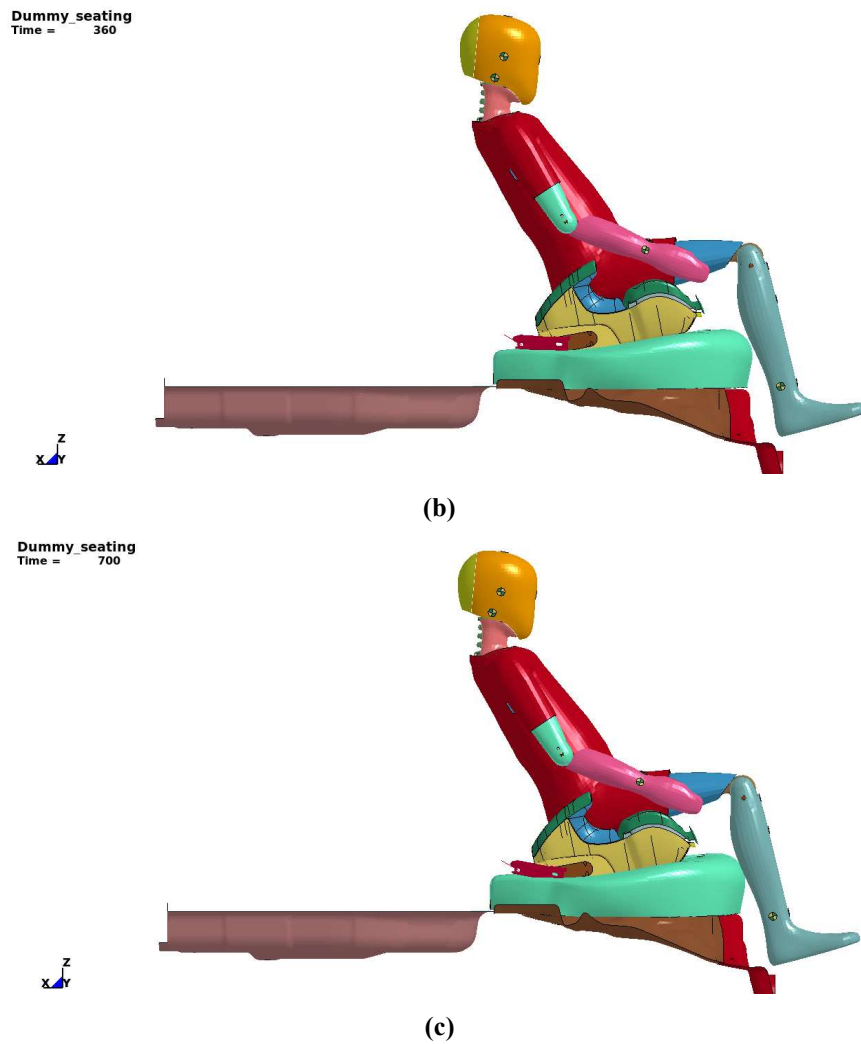 Dummy_seating
Time = 360
Z
X Y
(b)
Dummy_seating
Time = 700
Z
X Y
(c)